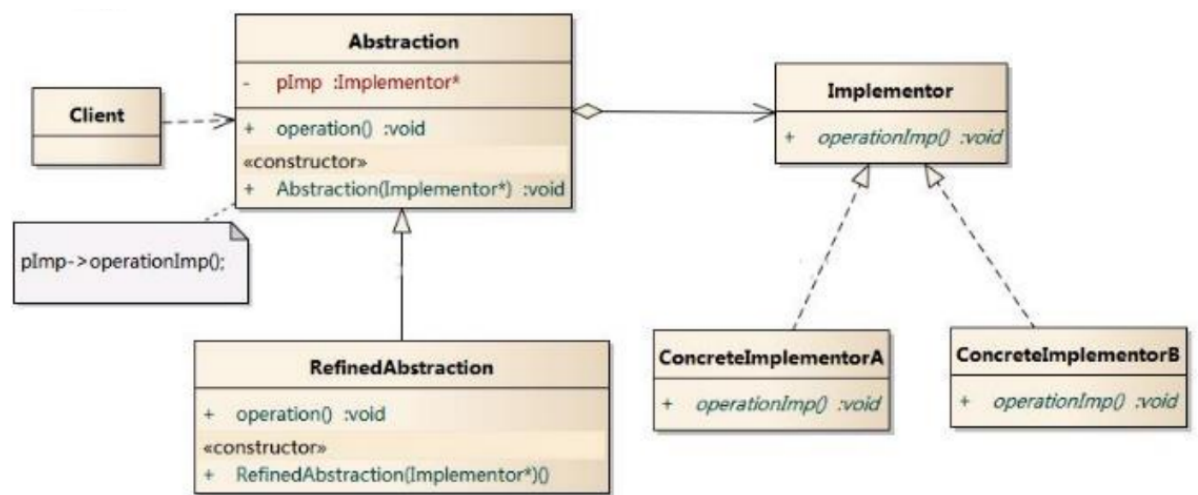 Abstraction
- pImp :Implementor*
+ operation() :void
«constructor»
+ Abstraction(Implementor*) :void
Client
Implementor
+ operationImp() :void
pImp->operationImp();
RefinedAbstraction
+ operation() :void
«constructor»
+ RefinedAbstraction(Implementor*)()
ConcreteImplementorA
+ operationImp() :void
ConcreteImplementorB
+ operationImp() :void